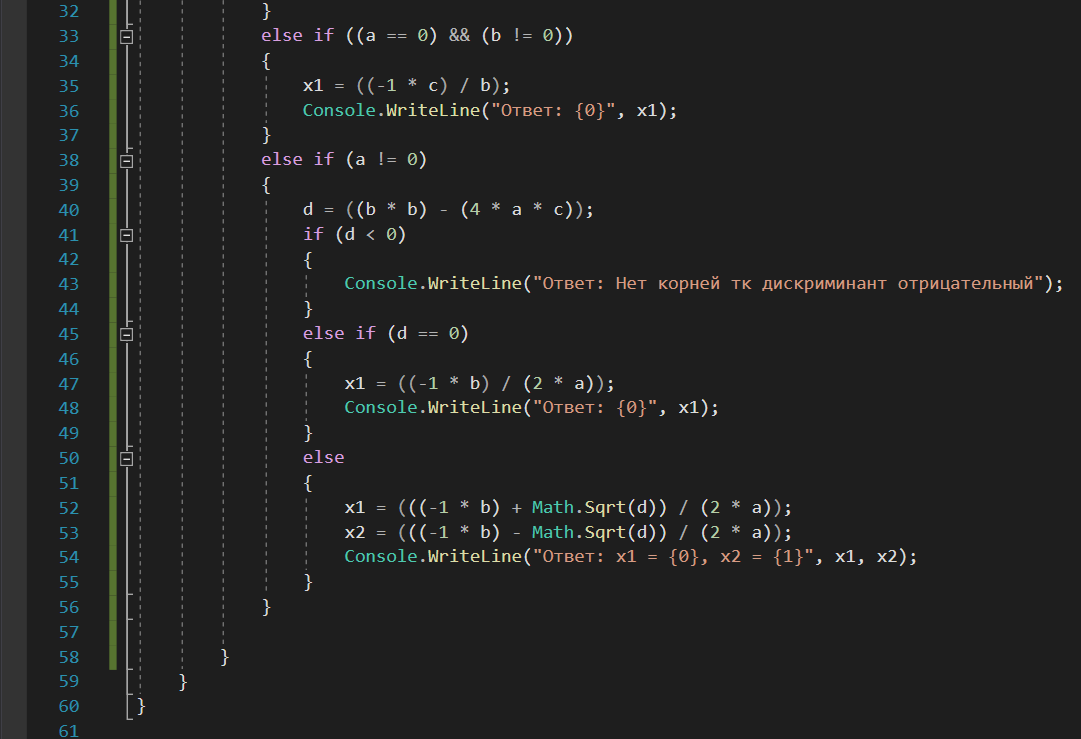 32 }
33 else if ((a == 0) && (b != 0))
34 {
35 x1 = ((-1 * c) / b);
36 Console.WriteLine("Ответ: {0}", x1);
37 }
38 else if (a != 0)
39 {
40 d = ((b * b) - (4 * a * c));
41 if (d < 0)
42 {
43 Console.WriteLine("Ответ: Нет корней тк дискриминант отрицательный");
44 }
45 else if (d == 0)
46 {
47 x1 = ((-1 * b) / (2 * a));
48 Console.WriteLine("Ответ: {0}", x1);
49 }
50 else
51 {
52 x1 = (((-1 * b) + Math.Sqrt(d)) / (2 * a));
53 x2 = (((-1 * b) - Math.Sqrt(d)) / (2 * a));
54 Console.WriteLine("Ответ: x1 = {0}, x2 = {1}", x1, x2);
55 }
56 }
57
58 }
59 }
60 }
61